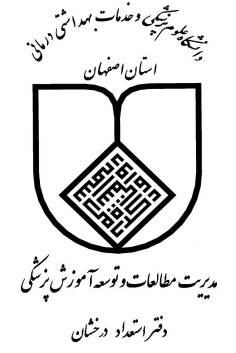 دانشگاه علوم پزشکی و خدمات بهداشتی درمانی
استان اصفهان
مدیریت مطالعات و توسعه آموزش پزشکی
دفتر استعداد درخشان